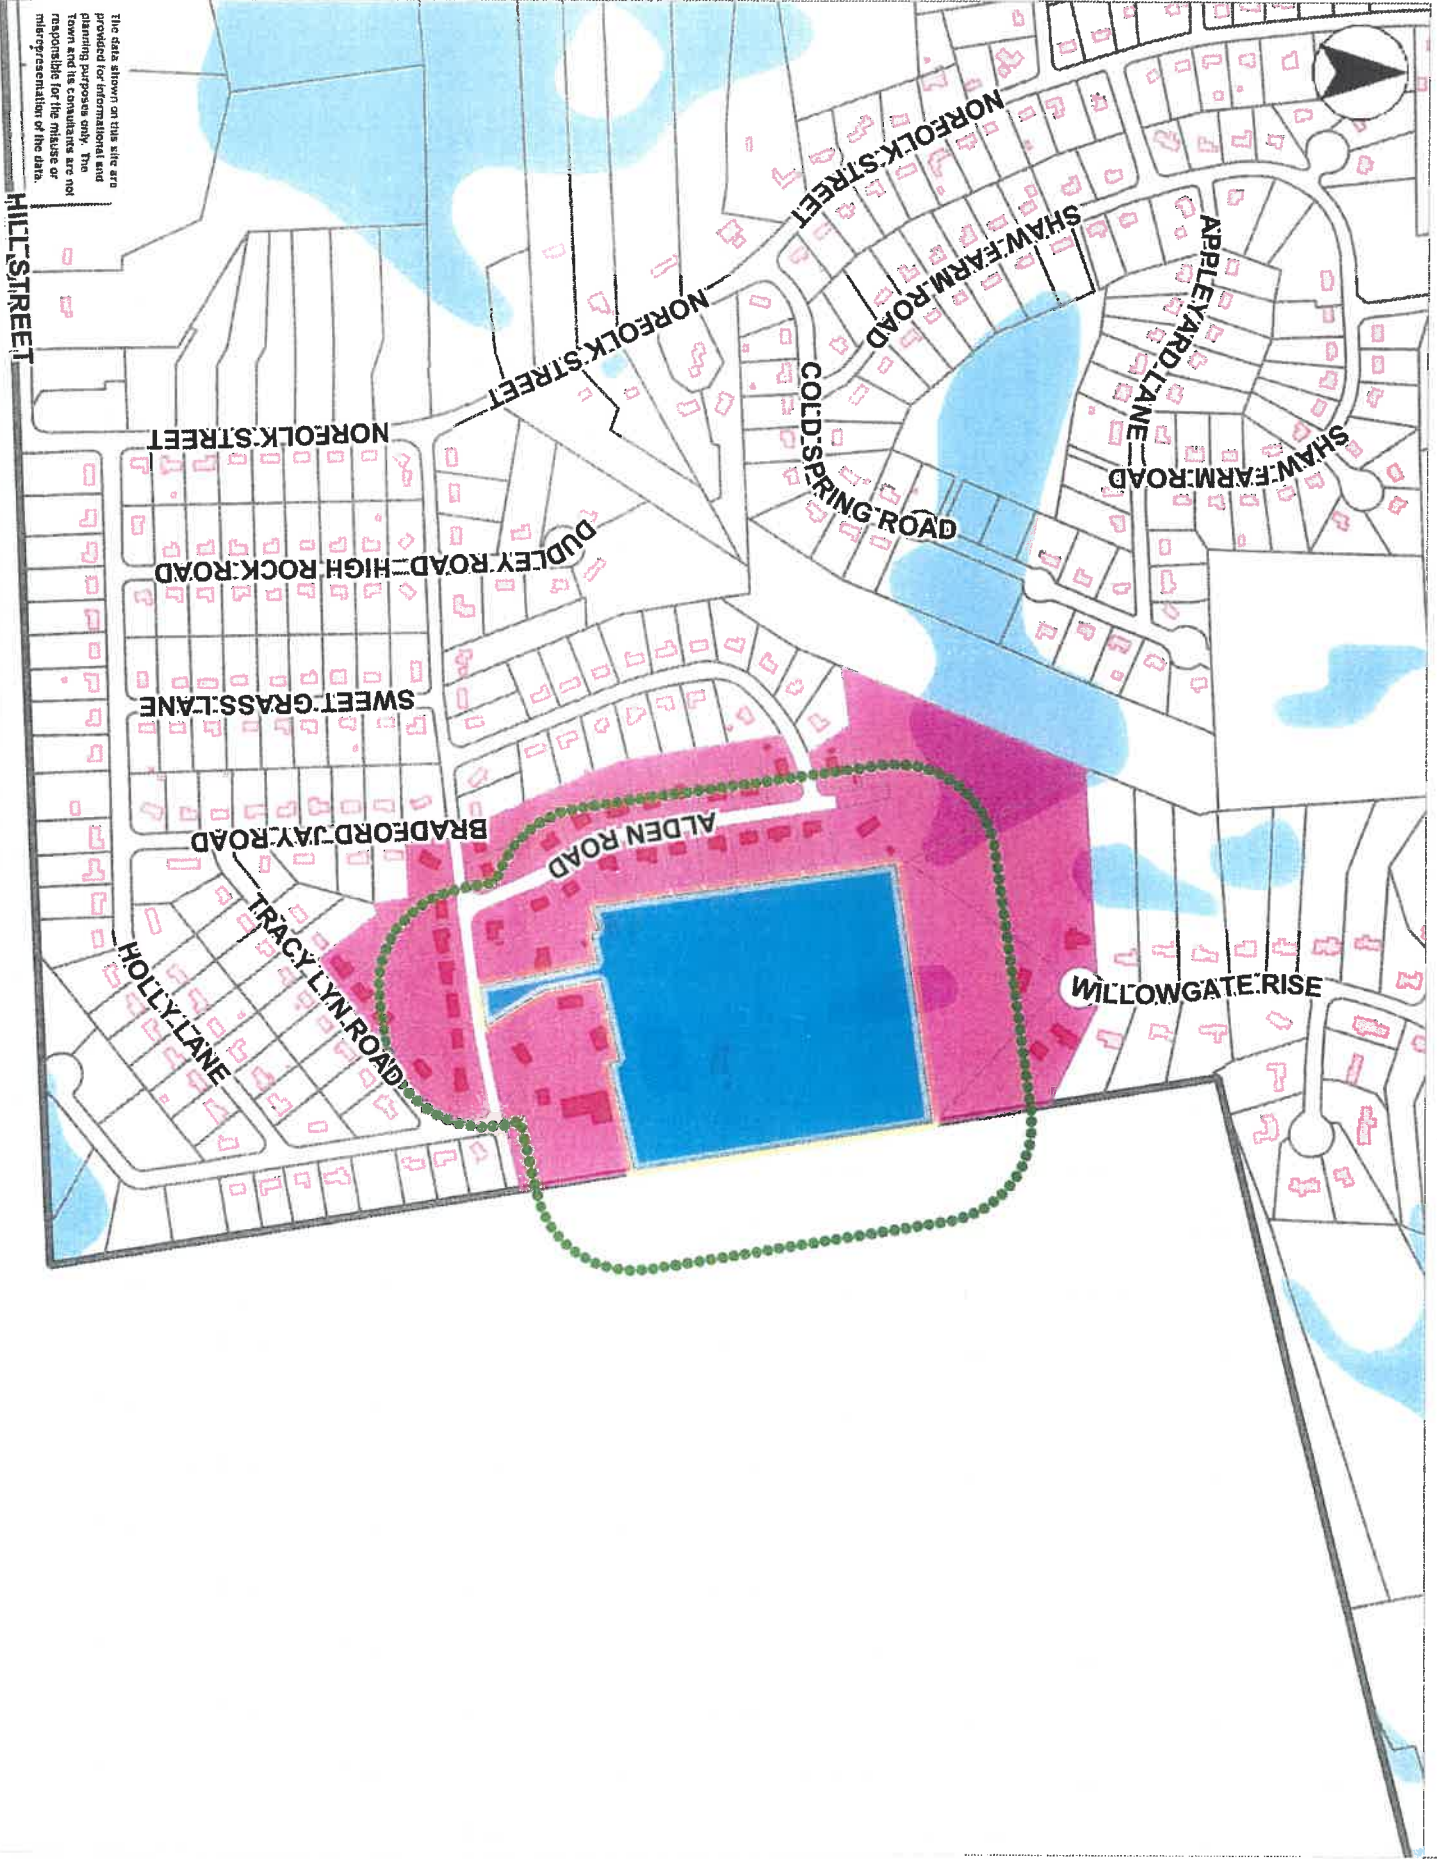 The data shown on this site are
provided for informational and
planning purposes only. The
Town and its consultants are not
responsible for the misuse or
misrepresentation of the data.
HILL STREET
NORFOLK STREET
NORFOLK STREET
NORFOLK STREET
SHAW FARM ROAD
APPLEYARD LANE
SHAW FARM ROAD
COLD SPRING ROAD
DUDLEY ROAD
HIGH ROCK ROAD
SWEET GRASS LANE
BRADFORD JAY ROAD
ALDEN ROAD
TRACY LYN ROAD
HOLLY LANE
WILLOWGATE RISE